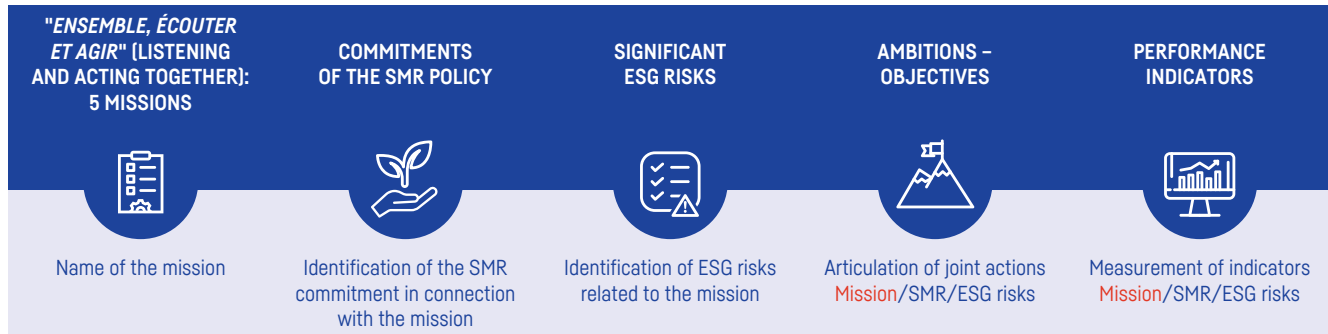 "ENSEMBLE, ÉCOUTER
ET AGIR" (LISTENING
AND ACTING TOGETHER):
5 MISSIONS
COMMITMENTS
OF THE SMR POLICY
SIGNIFICANT
ESG RISKS
AMBITIONS –
OBJECTIVES
PERFORMANCE
INDICATORS
Name of the mission
Identification of the SMR
commitment in connection
with the mission
Identification of ESG risks
related to the mission
Articulation of joint actions
Mission/SMR/ESG risks
Measurement of indicators
Mission/SMR/ESG risks